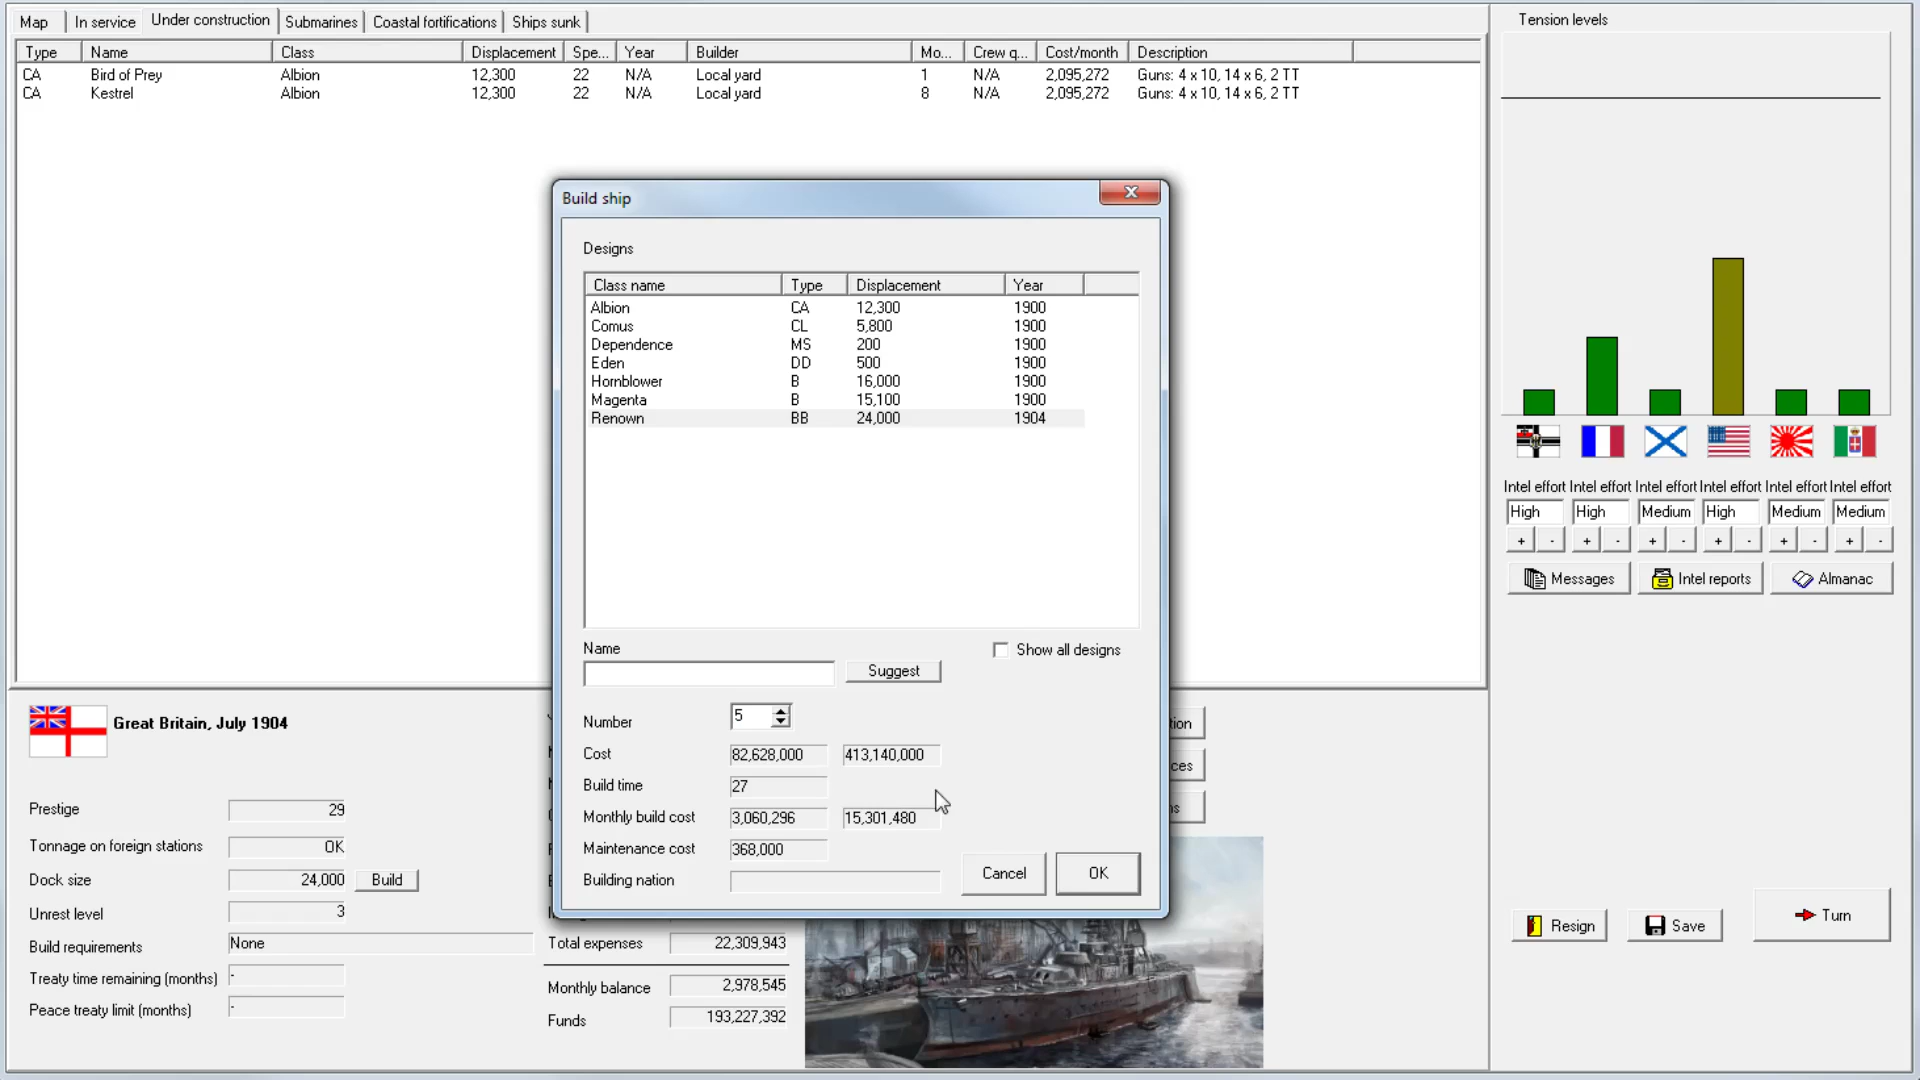 Map
In service
Under construction
Submarines
Coastal fortifications
Ships sunk
Type Name Class Displacement Spe... Year Builder Mo... Crew q... Cost/month Description
CA Bird of Prey Albion 12,300 22 N/A Local yard 1 N/A 2,095,272 Guns: 4 x 10, 14 x 6, 2 TT
CA Kestrel Albion 12,300 22 N/A Local yard 8 N/A 2,095,272 Guns: 4 x 10, 14 x 6, 2 TT
Build ship
Designs
Class name Type Displacement Year
Albion CA 12,300 1900
Comus CL 5,800 1900
Dependence MS 200 1900
Eden DD 500 1900
Hornblower B 16,000 1900
Magenta B 15,100 1900
Renown BB 24,000 1904
Name
Suggest
Show all designs
Number 5
Cost 82,628,000 413,140,000
Build time 27
Monthly build cost 3,060,296 15,301,480
Maintenance cost 368,000
Building nation
Cancel
OK
Great Britain, July 1904
Prestige 29
Tonnage on foreign stations OK
Dock size 24,000 Build
Unrest level 3
Build requirements None
Treaty time remaining (months) -
Peace treaty limit (months) -
Total expenses 22,309,943
Monthly balance 2,978,545
Funds 193,227,392
tion
ces
Tension levels
Intel effort Intel effort Intel effort Intel effort Intel effort Intel effort
High High Medium High Medium Medium
+ - + - + - + - + - + -
Messages
Intel reports
Almanac
Resign
Save
Turn